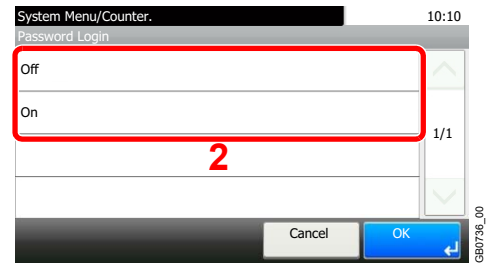 System Menu/Counter. 10:10
Password Login
Off
On
1/1
2
Cancel OK
GB0736_00